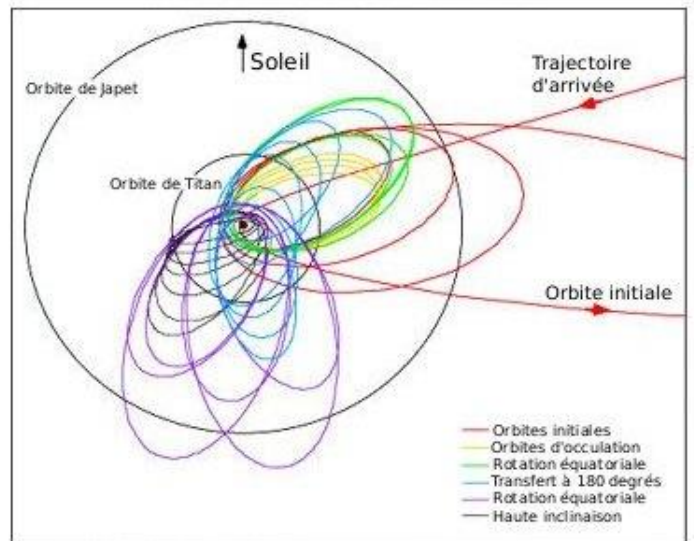 Soleil
Trajectoire
d'arrivée
Orbite de Japet
Orbite de Titan
Orbite initiale
Orbites initiales
Orbites d'occulation
Rotation équatoriale
Transfert à 180 degrés
Rotation équatoriale
Haute inclinaison